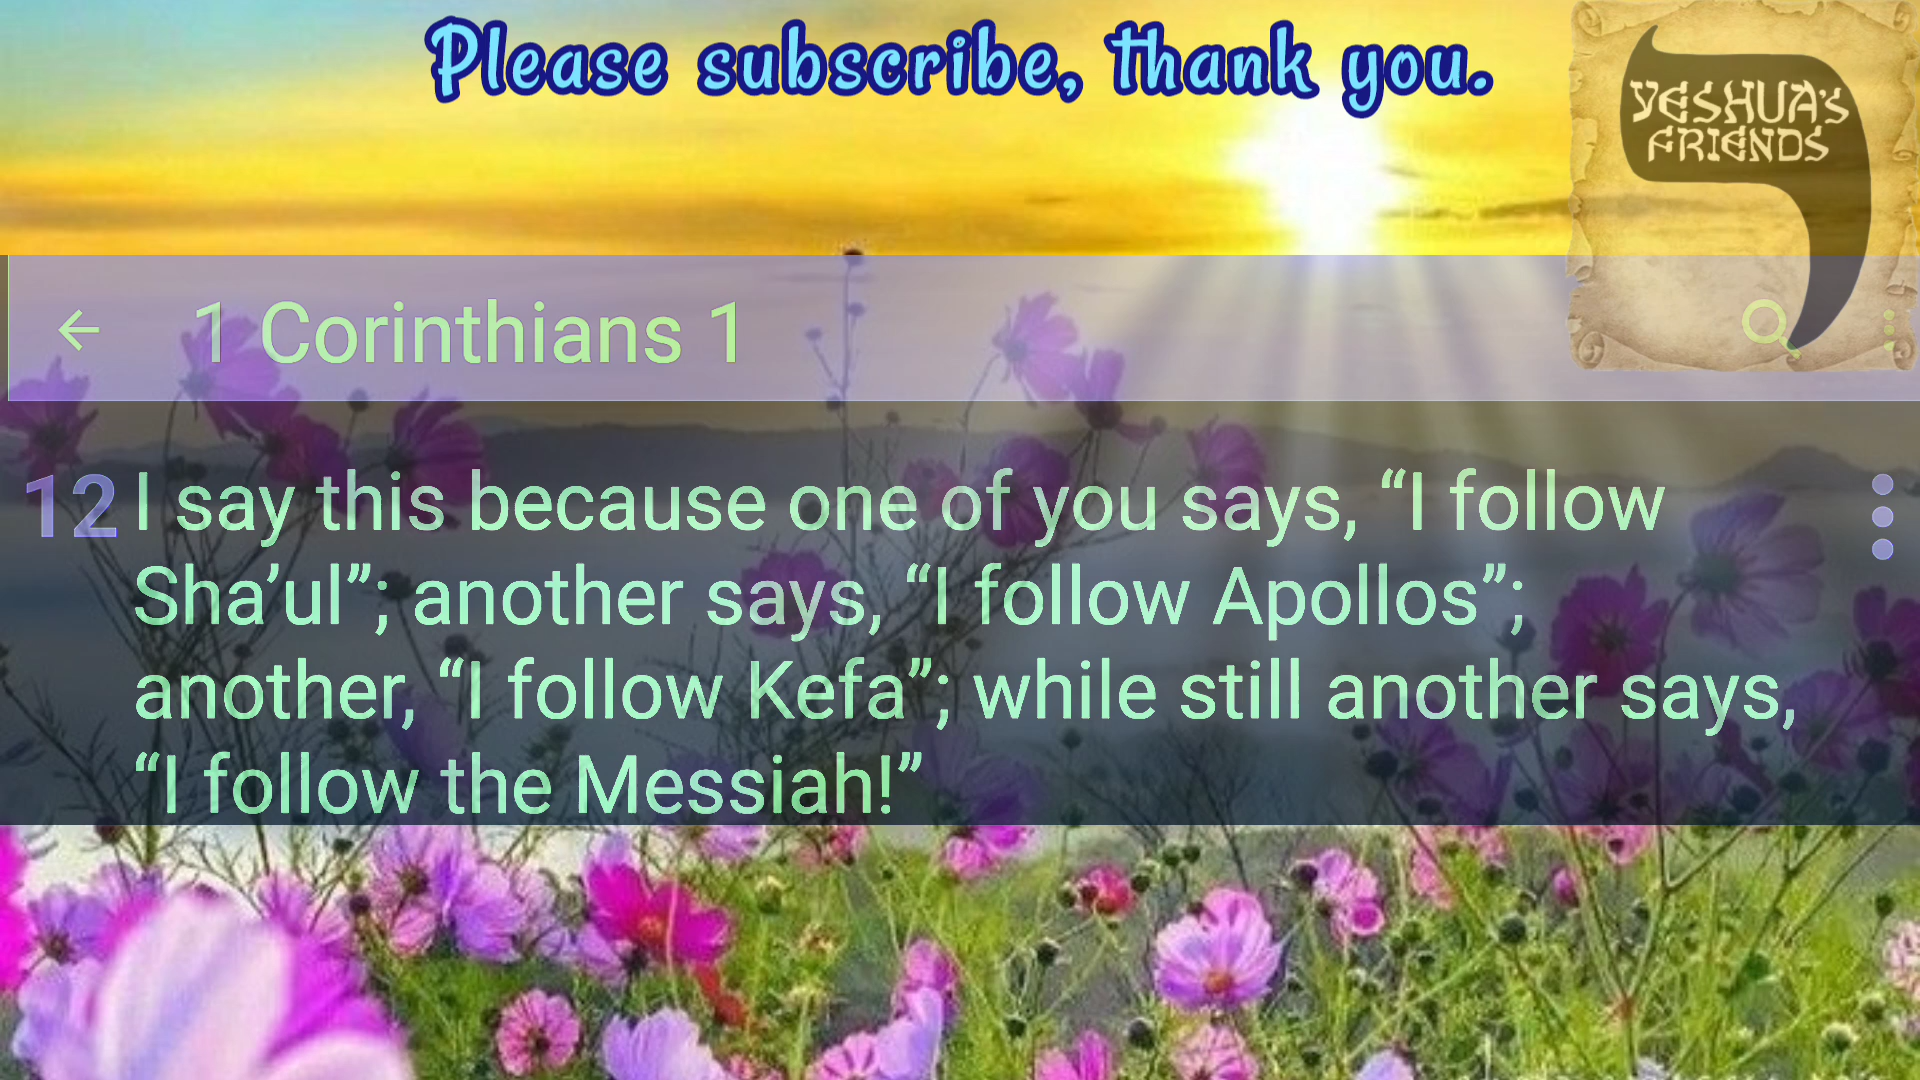 Please subscribe, thank you.
YESHUA'S
FRIENDS
1 Corinthians 1
12 I say this because one of you says, “I follow
Sha’ul”; another says, “I follow Apollos”;
another, “I follow Kefa”; while still another says,
“I follow the Messiah!”